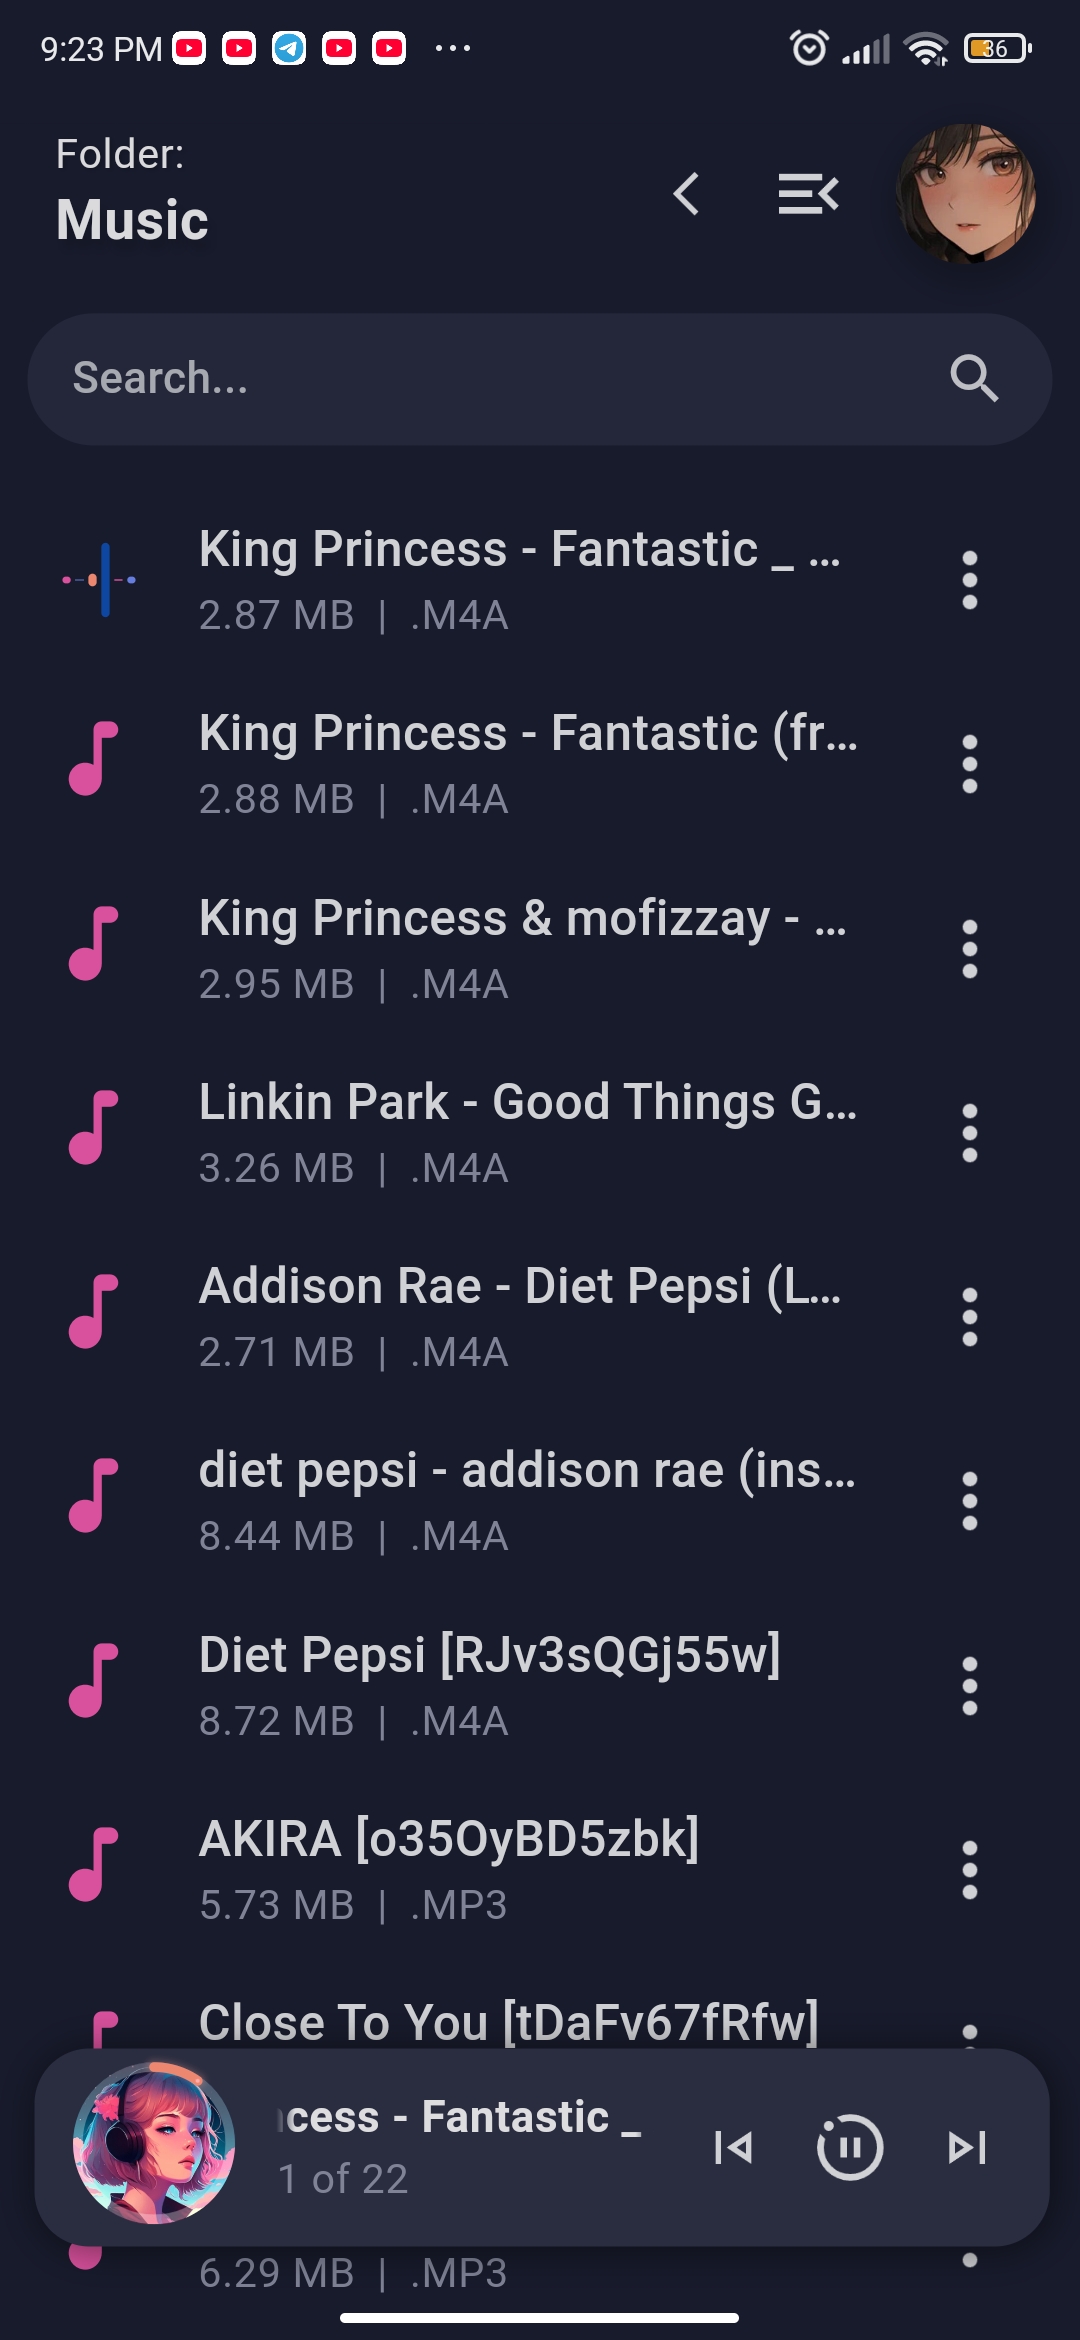 9:23 PM
36
Folder:
Music
Search...
King Princess - Fantastic _ ...
2.87 MB | .M4A
King Princess - Fantastic (fr...
2.88 MB | .M4A
King Princess & mofizzay - ...
2.95 MB | .M4A
Linkin Park - Good Things G...
3.26 MB | .M4A
Addison Rae - Diet Pepsi (L...
2.71 MB | .M4A
diet pepsi - addison rae (ins...
8.44 MB | .M4A
Diet Pepsi [RJv3sQGj55w]
8.72 MB | .M4A
AKIRA [o35OyBD5zbk]
5.73 MB | .MP3
Close To You [tDaFv67fRfw]
cess - Fantastic _
1 of 22
6.29 MB | .MP3